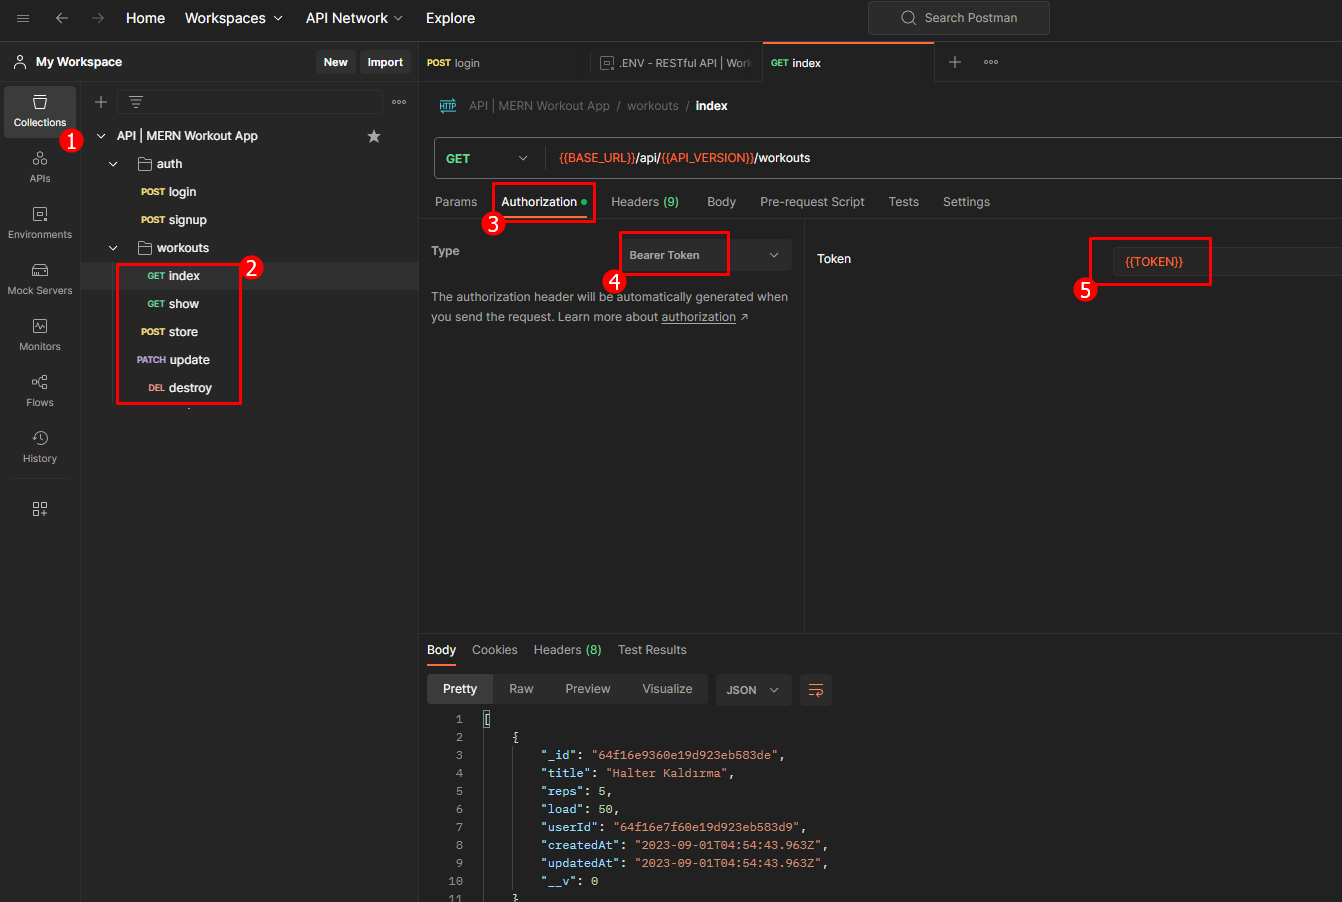 Home Workspaces API Network Explore Search Postman
My Workspace New Import
POST login .ENV - RESTful API | Work GET index
Collections
1
APIs
Environments
Mock Servers
Monitors
Flows
History
API | MERN Workout App
auth
POST login
POST signup
workouts
2
GET index
GET show
POST store
PATCH update
DEL destroy
HTTP API | MERN Workout App / workouts / index
GET {{BASE_URL}}/api/{{API_VERSION}}/workouts
Params Authorization Headers (9) Body Pre-request Script Tests Settings
3
Type Bearer Token
4
The authorization header will be automatically generated when
you send the request. Learn more about authorization ↗
Token {{TOKEN}}
5
Body Cookies Headers (8) Test Results
Pretty Raw Preview Visualize JSON
1 [
2 {
3 "_id": "64f16e9360e19d923eb583de",
4 "title": "Halter Kaldırma",
5 "reps": 5,
6 "load": 50,
7 "userId": "64f16e7f60e19d923eb583d9",
8 "createdAt": "2023-09-01T04:54:43.963Z",
9 "updatedAt": "2023-09-01T04:54:43.963Z",
10 "__v": 0
11 }